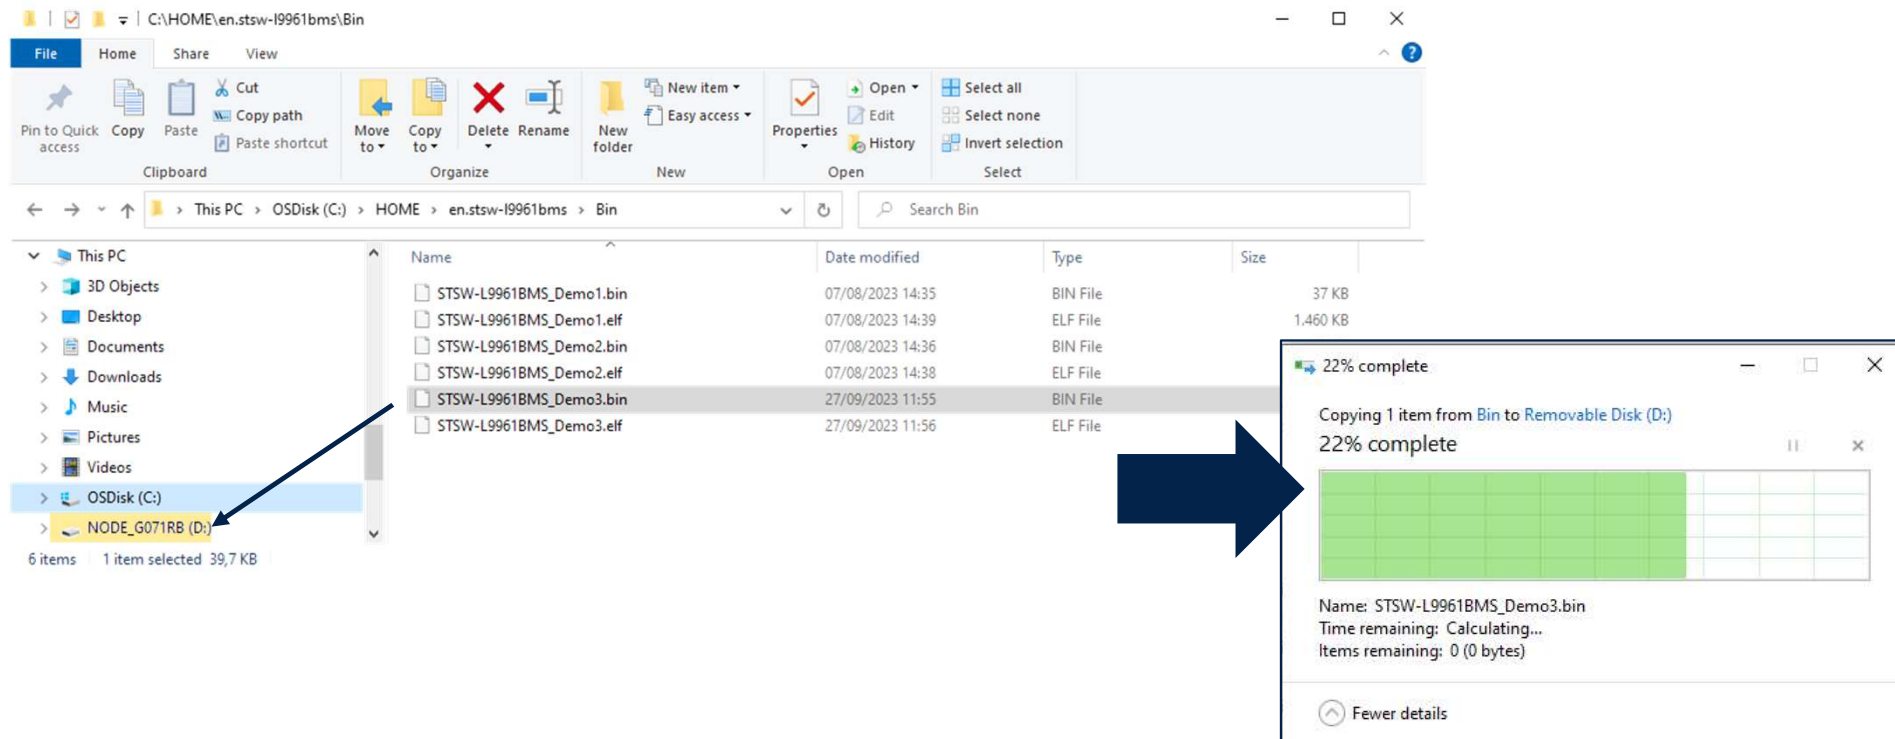 C:\HOME\en.stsw-l9961bms\Bin
File Home Share View
Pin to Quick access
Copy
Paste
Cut
Copy path
Paste shortcut
Clipboard
Move to
Copy to
Delete
Rename
Organize
New folder
New item
Easy access
New
Properties
Open
Edit
History
Open
Select all
Select none
Invert selection
Select
This PC > OSDisk (C:) > HOME > en.stsw-l9961bms > Bin
Search Bin
This PC
3D Objects
Desktop
Documents
Downloads
Music
Pictures
Videos
OSDisk (C:)
NODE_G071RB (D:)
Name Date modified Type Size
STSW-L9961BMS_Demo1.bin 07/08/2023 14:35 BIN File 37 KB
STSW-L9961BMS_Demo1.elf 07/08/2023 14:39 ELF File 1.460 KB
STSW-L9961BMS_Demo2.bin 07/08/2023 14:36 BIN File
STSW-L9961BMS_Demo2.elf 07/08/2023 14:38 ELF File
STSW-L9961BMS_Demo3.bin 27/09/2023 11:55 BIN File
STSW-L9961BMS_Demo3.elf 27/09/2023 11:56 ELF File
6 items 1 item selected 39,7 KB
22% complete
Copying 1 item from Bin to Removable Disk (D:)
22% complete
Name: STSW-L9961BMS_Demo3.bin
Time remaining: Calculating...
Items remaining: 0 (0 bytes)
Fewer details